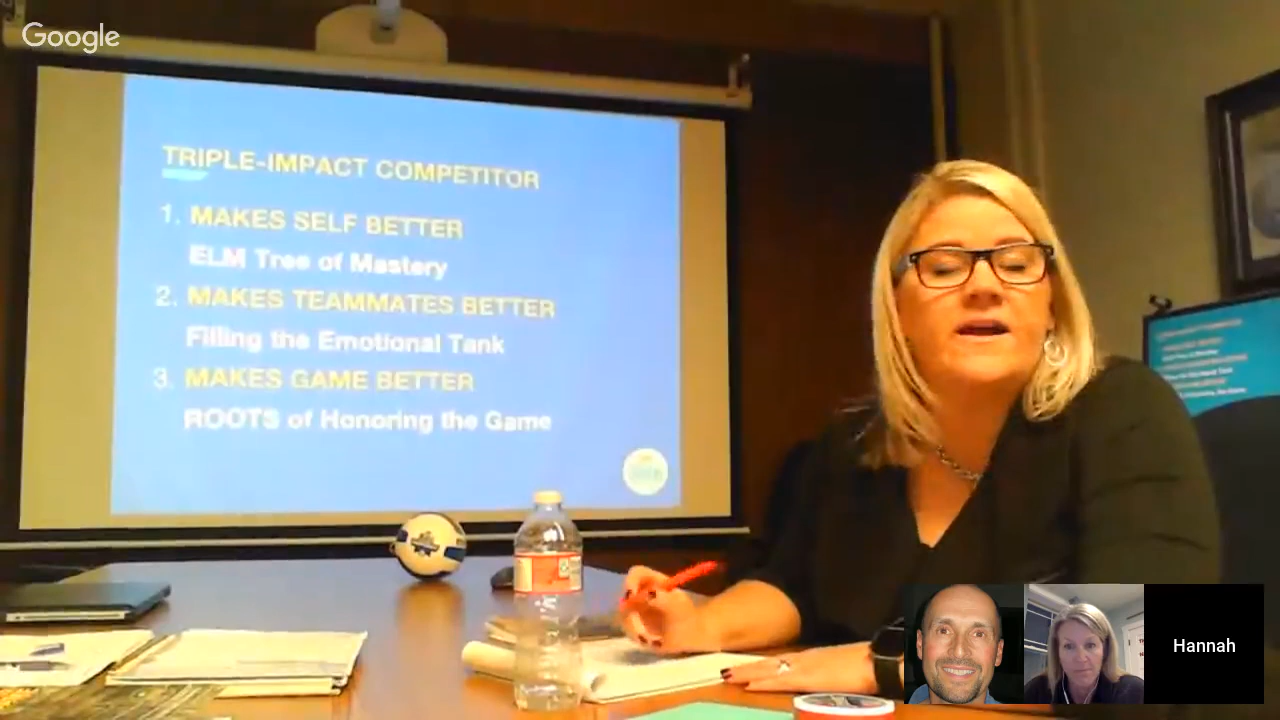 Google
TRIPLE-IMPACT COMPETITOR
1. MAKES SELF BETTER
ELM Tree of Mastery
2. MAKES TEAMMATES BETTER
Filling the Emotional Tank
3. MAKES GAME BETTER
ROOTS of Honoring the Game
Hannah